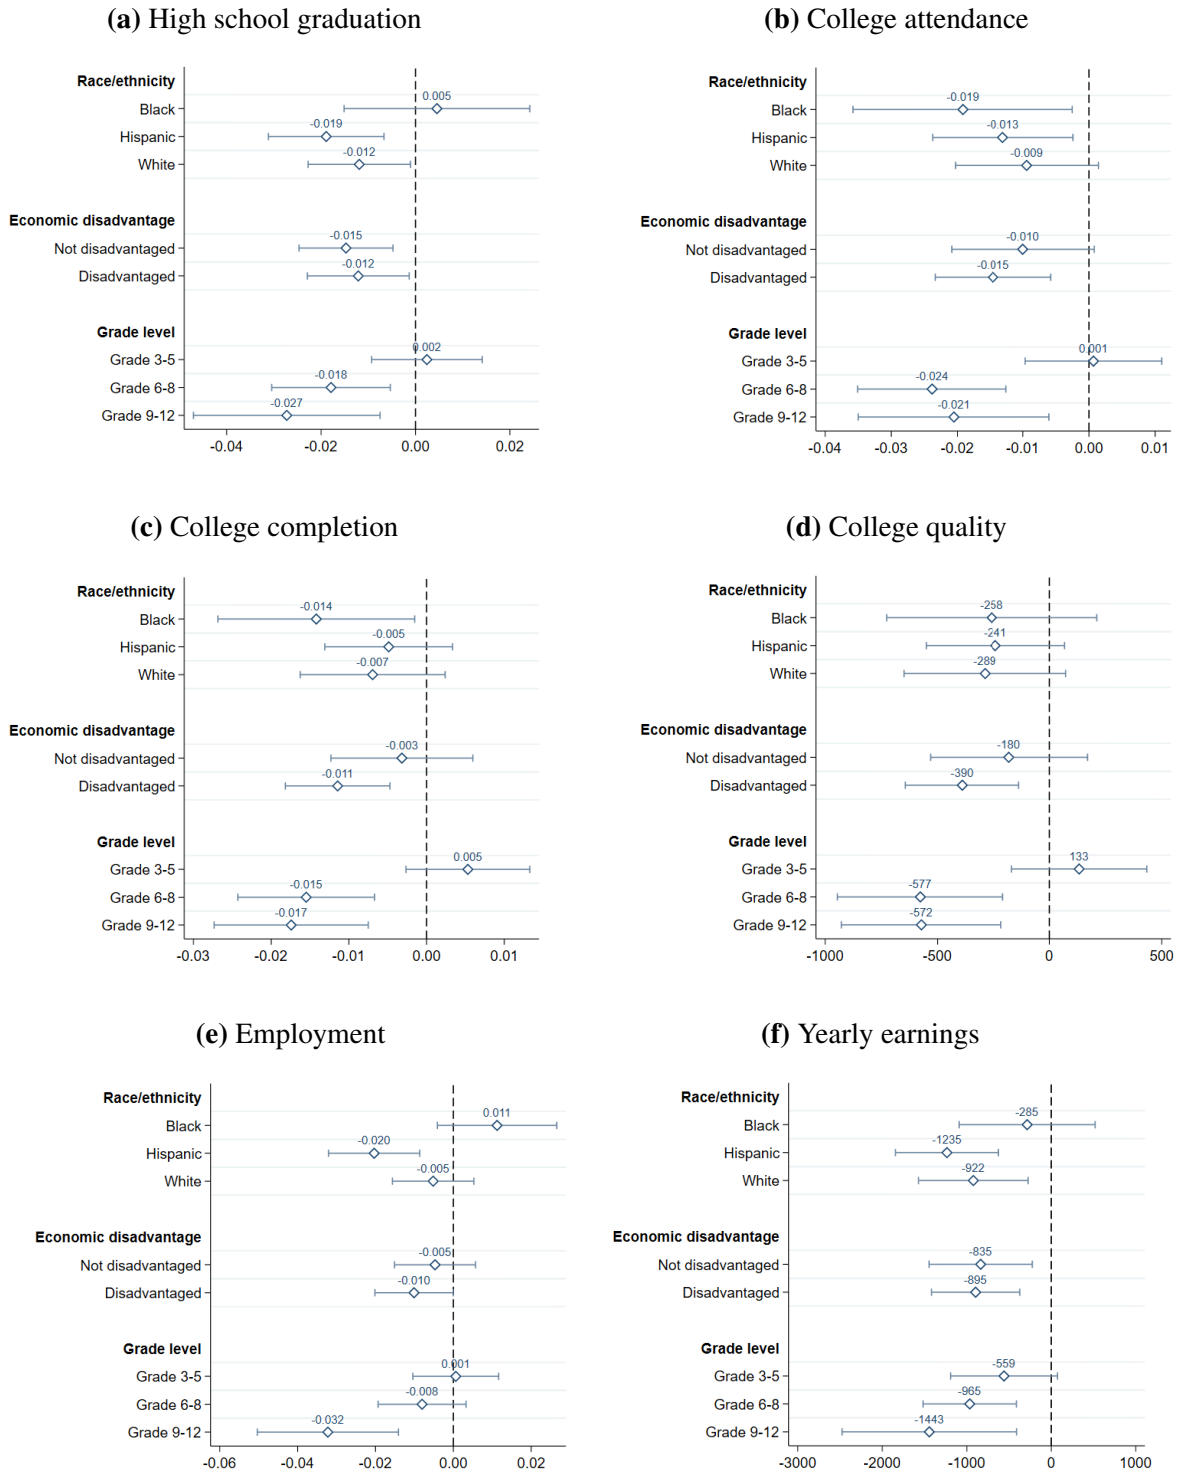 (a) High school graduation
Race/ethnicity
0.005
Black
-0.019
Hispanic
-0.012
White
Economic disadvantage
-0.015
Not disadvantaged
-0.012
Disadvantaged
Grade level
0.002
Grade 3-5
-0.018
Grade 6-8
-0.027
Grade 9-12
-0.04 -0.02 0.00 0.02
(b) College attendance
Race/ethnicity
-0.019
Black
-0.013
Hispanic
-0.009
White
Economic disadvantage
-0.010
Not disadvantaged
-0.015
Disadvantaged
Grade level
0.001
Grade 3-5
-0.024
Grade 6-8
-0.021
Grade 9-12
-0.04 -0.03 -0.02 -0.01 0.00 0.01
(c) College completion
Race/ethnicity
-0.014
Black
-0.005
Hispanic
-0.007
White
Economic disadvantage
-0.003
Not disadvantaged
-0.011
Disadvantaged
Grade level
0.005
Grade 3-5
-0.015
Grade 6-8
-0.017
Grade 9-12
-0.03 -0.02 -0.01 0.00 0.01
(d) College quality
Race/ethnicity
-258
Black
-241
Hispanic
-289
White
Economic disadvantage
-180
Not disadvantaged
-390
Disadvantaged
Grade level
133
Grade 3-5
-577
Grade 6-8
-572
Grade 9-12
-1000 -500 0 500
(e) Employment
Race/ethnicity
0.011
Black
-0.020
Hispanic
-0.005
White
Economic disadvantage
-0.005
Not disadvantaged
-0.010
Disadvantaged
Grade level
0.001
Grade 3-5
-0.008
Grade 6-8
-0.032
Grade 9-12
-0.06 -0.04 -0.02 0.00 0.02
(f) Yearly earnings
Race/ethnicity
-285
Black
-1235
Hispanic
-922
White
Economic disadvantage
-835
Not disadvantaged
-895
Disadvantaged
Grade level
-559
Grade 3-5
-965
Grade 6-8
-1443
Grade 9-12
-3000 -2000 -1000 0 1000